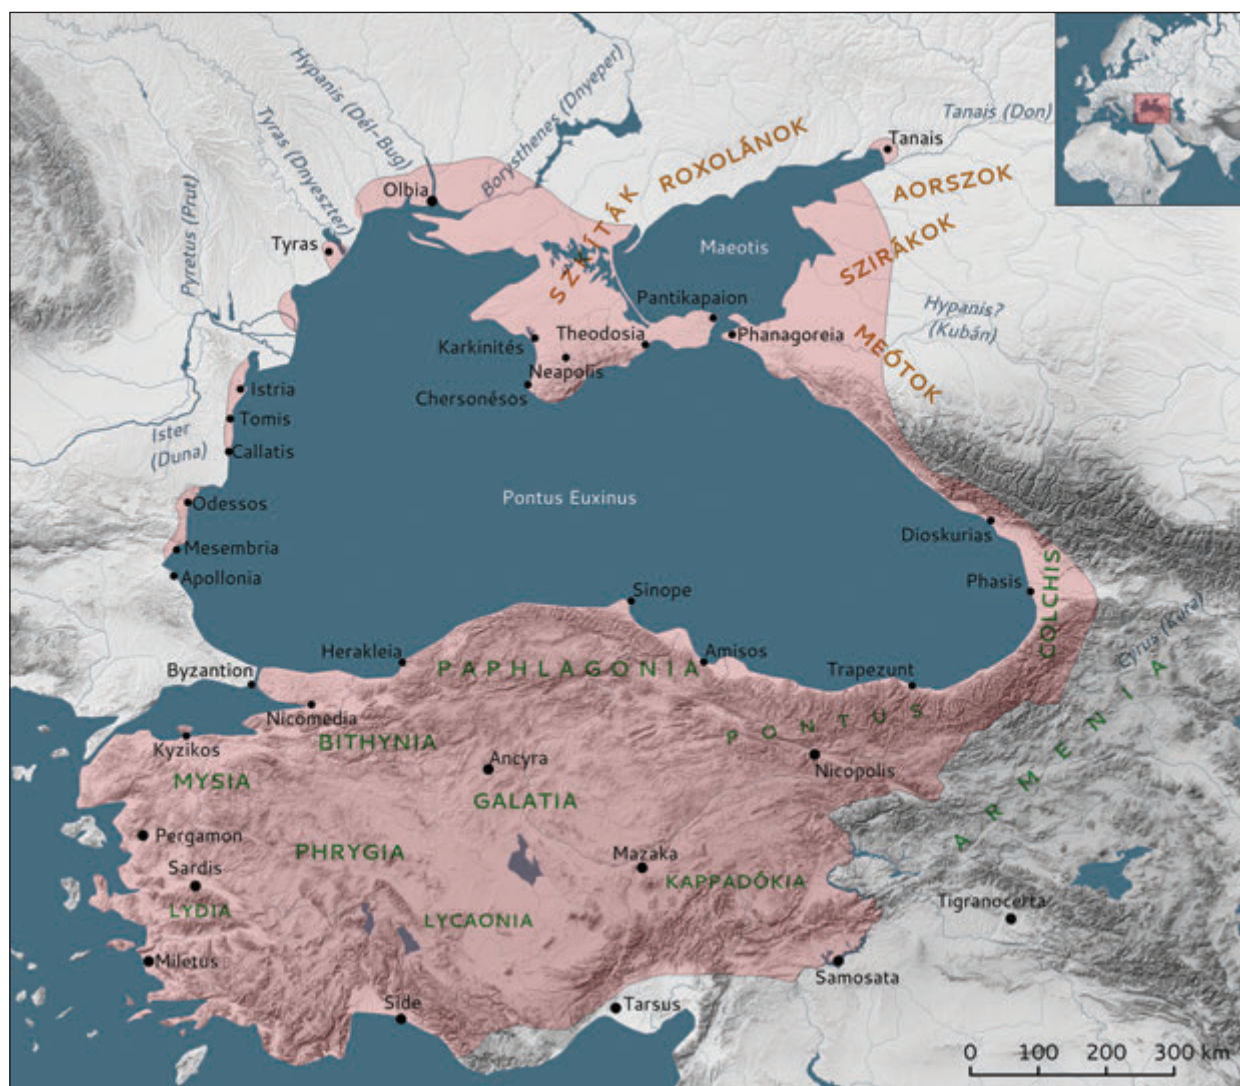 Hypanis (Dél-Bug)
Borysthenes (Dnyeper)
Tyras (Dnyeszter)
Pyretus (Prut)
Tanais (Don)
Tanais
ROXOLÁNOK
AORSZOK
SZKÍTÁK
SZIRÁKOK
Olbia
Tyras
Maeotis
Pantikapaion
Hypanis?
(Kubán)
Theodosia
Phanagoreia
MEÓTOK
Karkinités
Neapolis
Chersonésos
Istria
Tomis
Ister
(Duna)
Callatis
Odessos
Pontus Euxinus
Dioskurias
Mesembria
Apollonia
Phasis
COLCHIS
Sinope
Cyrus (Kura)
Herakleia
Amisos
PAPHLAGONIA
Byzantion
Trapezunt
Nicomedia
PONTUS
ARMENIA
Kyzikos
BITHYNIA
Ancyra
Nicopolis
MYSIA
GALATIA
Pergamon
PHRYGIA
Mazaka
Sardis
KAPPADÓKIA
LYDIA
LYCAONIA
Tigranocerta
Miletus
Samosata
Side
Tarsus
0 100 200 300 km